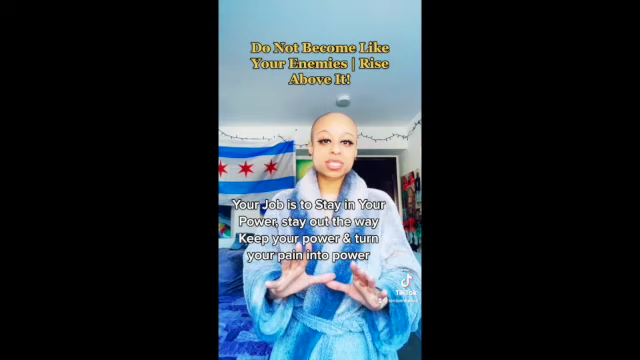 Do Not Become Like
Your Enemies | Rise
Above It!
Your Job is to Stay in Your
Power, stay out the way
Keep your power & turn
your pain into power
TikTok